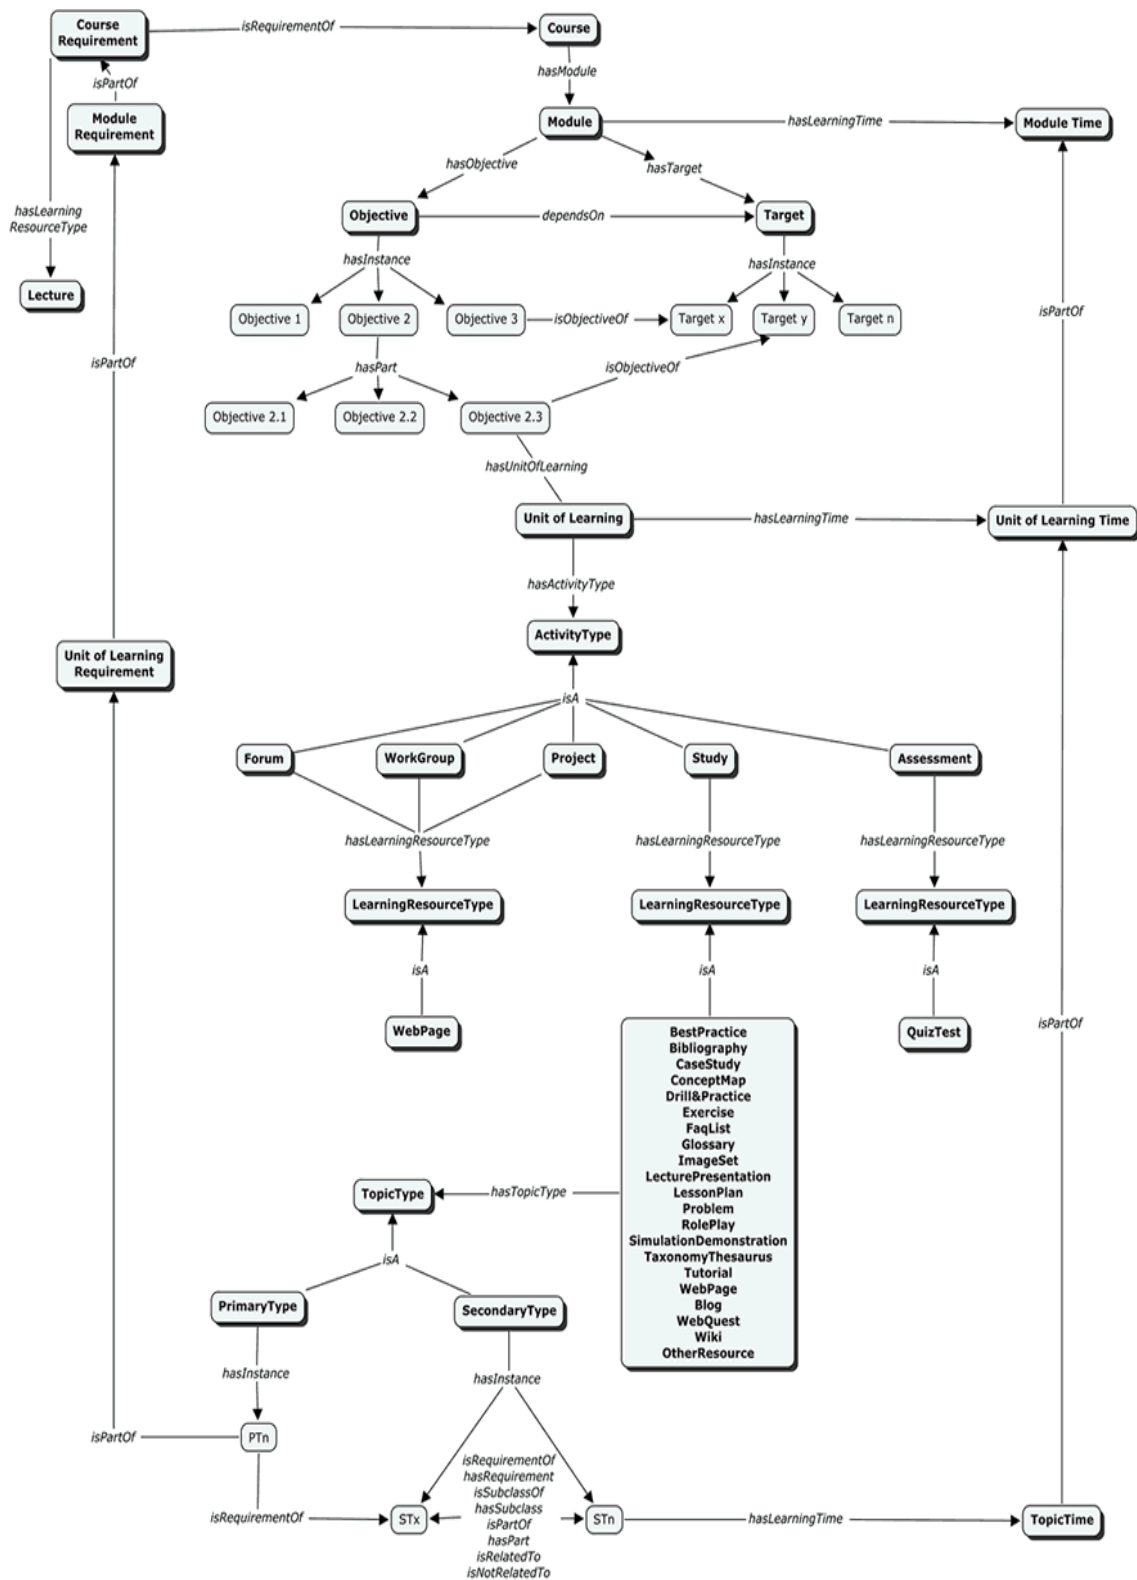 Course
Requirement
isRequirementOf
Course
isPartOf
hasModule
Module
Requirement
Module
hasLearningTime
Module Time
hasObjective
hasTarget
hasLearning
ResourceType
Objective
dependsOn
Target
hasInstance
hasInstance
Lecture
Objective 1
Objective 2
Objective 3
isObjectiveOf
Target x
Target y
Target n
isPartOf
isPartOf
hasPart
isObjectiveOf
Objective 2.1
Objective 2.2
Objective 2.3
hasUnitOfLearning
Unit of Learning
hasLearningTime
Unit of Learning Time
hasActivityType
ActivityType
Unit of Learning
Requirement
isA
Forum
WorkGroup
Project
Study
Assessment
hasLearningResourceType
hasLearningResourceType
hasLearningResourceType
LearningResourceType
LearningResourceType
LearningResourceType
isA
isA
isA
WebPage
QuizTest
isPartOf
BestPractice
Bibliography
CaseStudy
ConceptMap
Drill&Practice
Exercise
FaqList
Glossary
ImageSet
LecturePresentation
LessonPlan
Problem
RolePlay
SimulationDemonstration
TaxonomyThesaurus
Tutorial
WebPage
Blog
WebQuest
Wiki
OtherResource
TopicType
hasTopicType
isA
PrimaryType
SecondaryType
hasInstance
hasInstance
isPartOf
PTn
isRequirementOf
hasRequirement
isSubclassOf
hasSubclass
isPartOf
hasPart
isRelatedTo
isNotRelatedTo
isRequirementOf
STx
STn
hasLearningTime
TopicTime